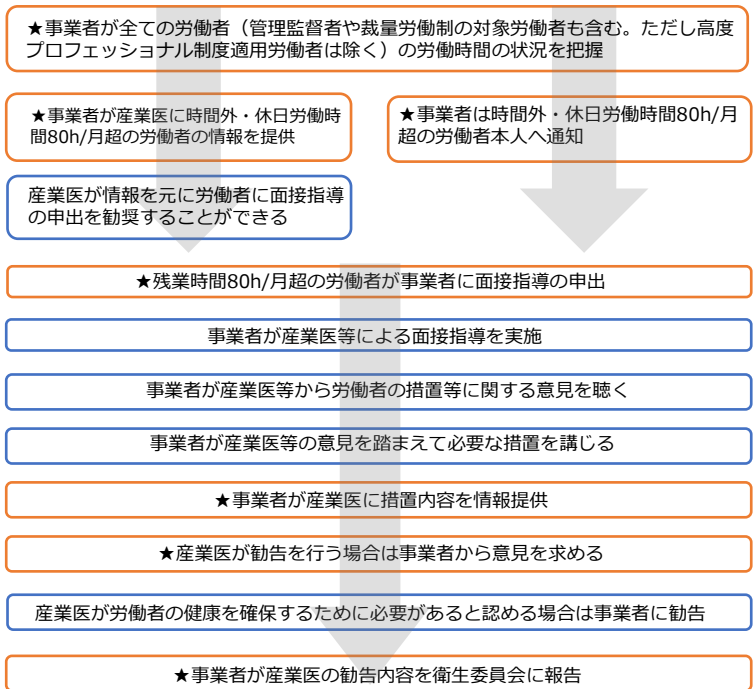 ★事業者が全ての労働者（管理監督者や裁量労働制の対象労働者も含む。ただし高度
プロフェッショナル制度適用労働者は除く）の労働時間の状況を把握
★事業者が産業医に時間外・休日労働時
間80h/月超の労働者の情報を提供
★事業者は時間外・休日労働時間80h/月
超の労働者本人へ通知
産業医が情報を元に労働者に面接指導
の申出を勧奨することができる
★残業時間80h/月超の労働者が事業者に面接指導の申出
事業者が産業医等による面接指導を実施
事業者が産業医等から労働者の措置等に関する意見を聴く
事業者が産業医等の意見を踏まえて必要な措置を講じる
★事業者が産業医に措置内容を情報提供
★産業医が勧告を行う場合は事業者から意見を求める
産業医が労働者の健康を確保するために必要があると認める場合は事業者に勧告
★事業者が産業医の勧告内容を衛生委員会に報告